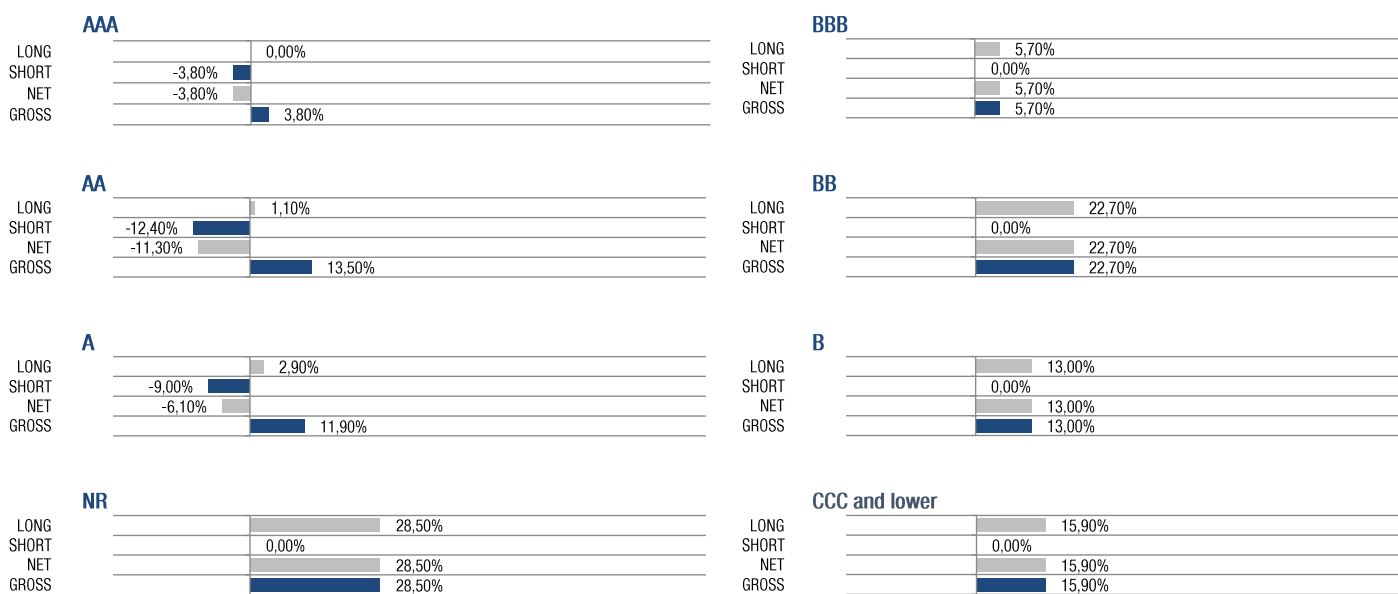 AAA
LONG 0,00%
SHORT -3,80%
NET -3,80%
GROSS 3,80%
BBB
LONG 5,70%
SHORT 0,00%
NET 5,70%
GROSS 5,70%
AA
LONG 1,10%
SHORT -12,40%
NET -11,30%
GROSS 13,50%
BB
LONG 22,70%
SHORT 0,00%
NET 22,70%
GROSS 22,70%
A
LONG 2,90%
SHORT -9,00%
NET -6,10%
GROSS 11,90%
B
LONG 13,00%
SHORT 0,00%
NET 13,00%
GROSS 13,00%
NR
LONG 28,50%
SHORT 0,00%
NET 28,50%
GROSS 28,50%
CCC and lower
LONG 15,90%
SHORT 0,00%
NET 15,90%
GROSS 15,90%